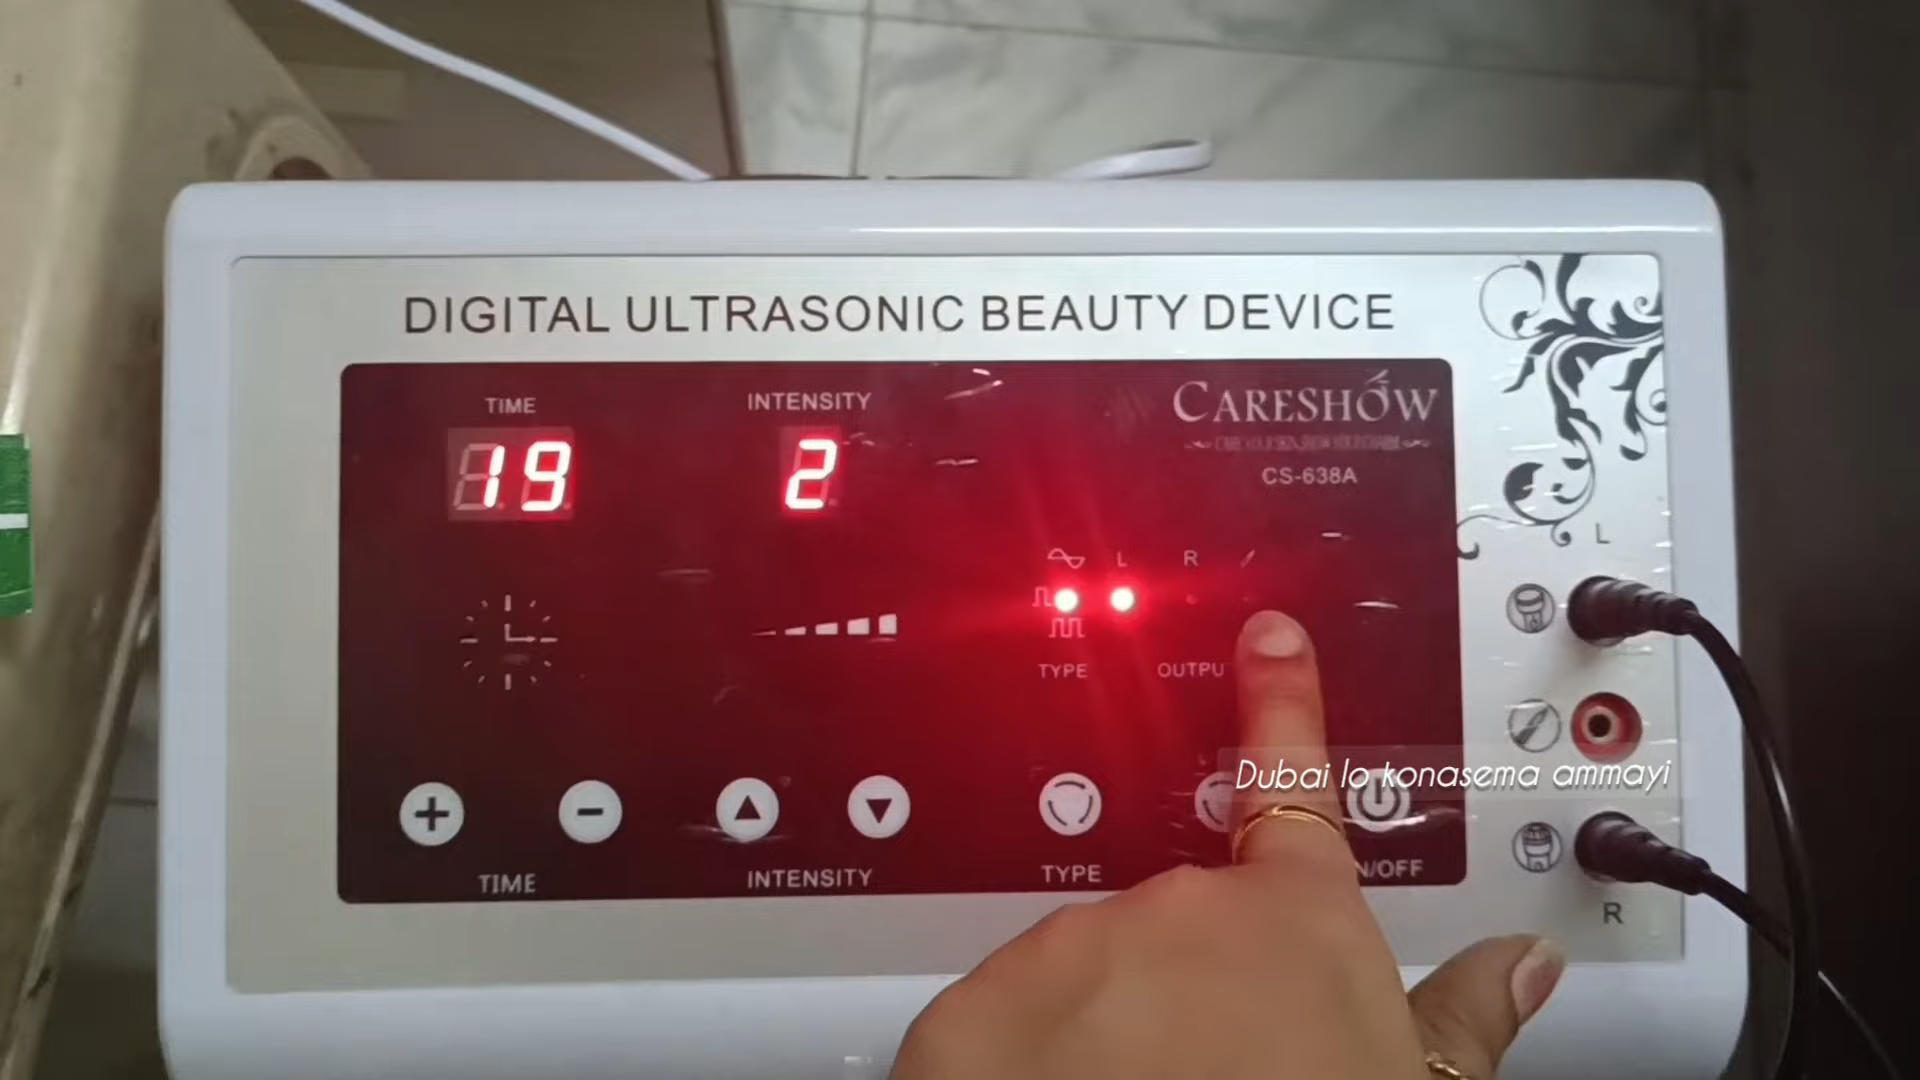 DIGITAL ULTRASONIC BEAUTY DEVICE
TIME
INTENSITY
CARESHOW
CS-638A
19
2
L
L
R
TYPE
OUTPU
Dubai lo konasema ammayi
TIME
INTENSITY
TYPE
N/OFF
R